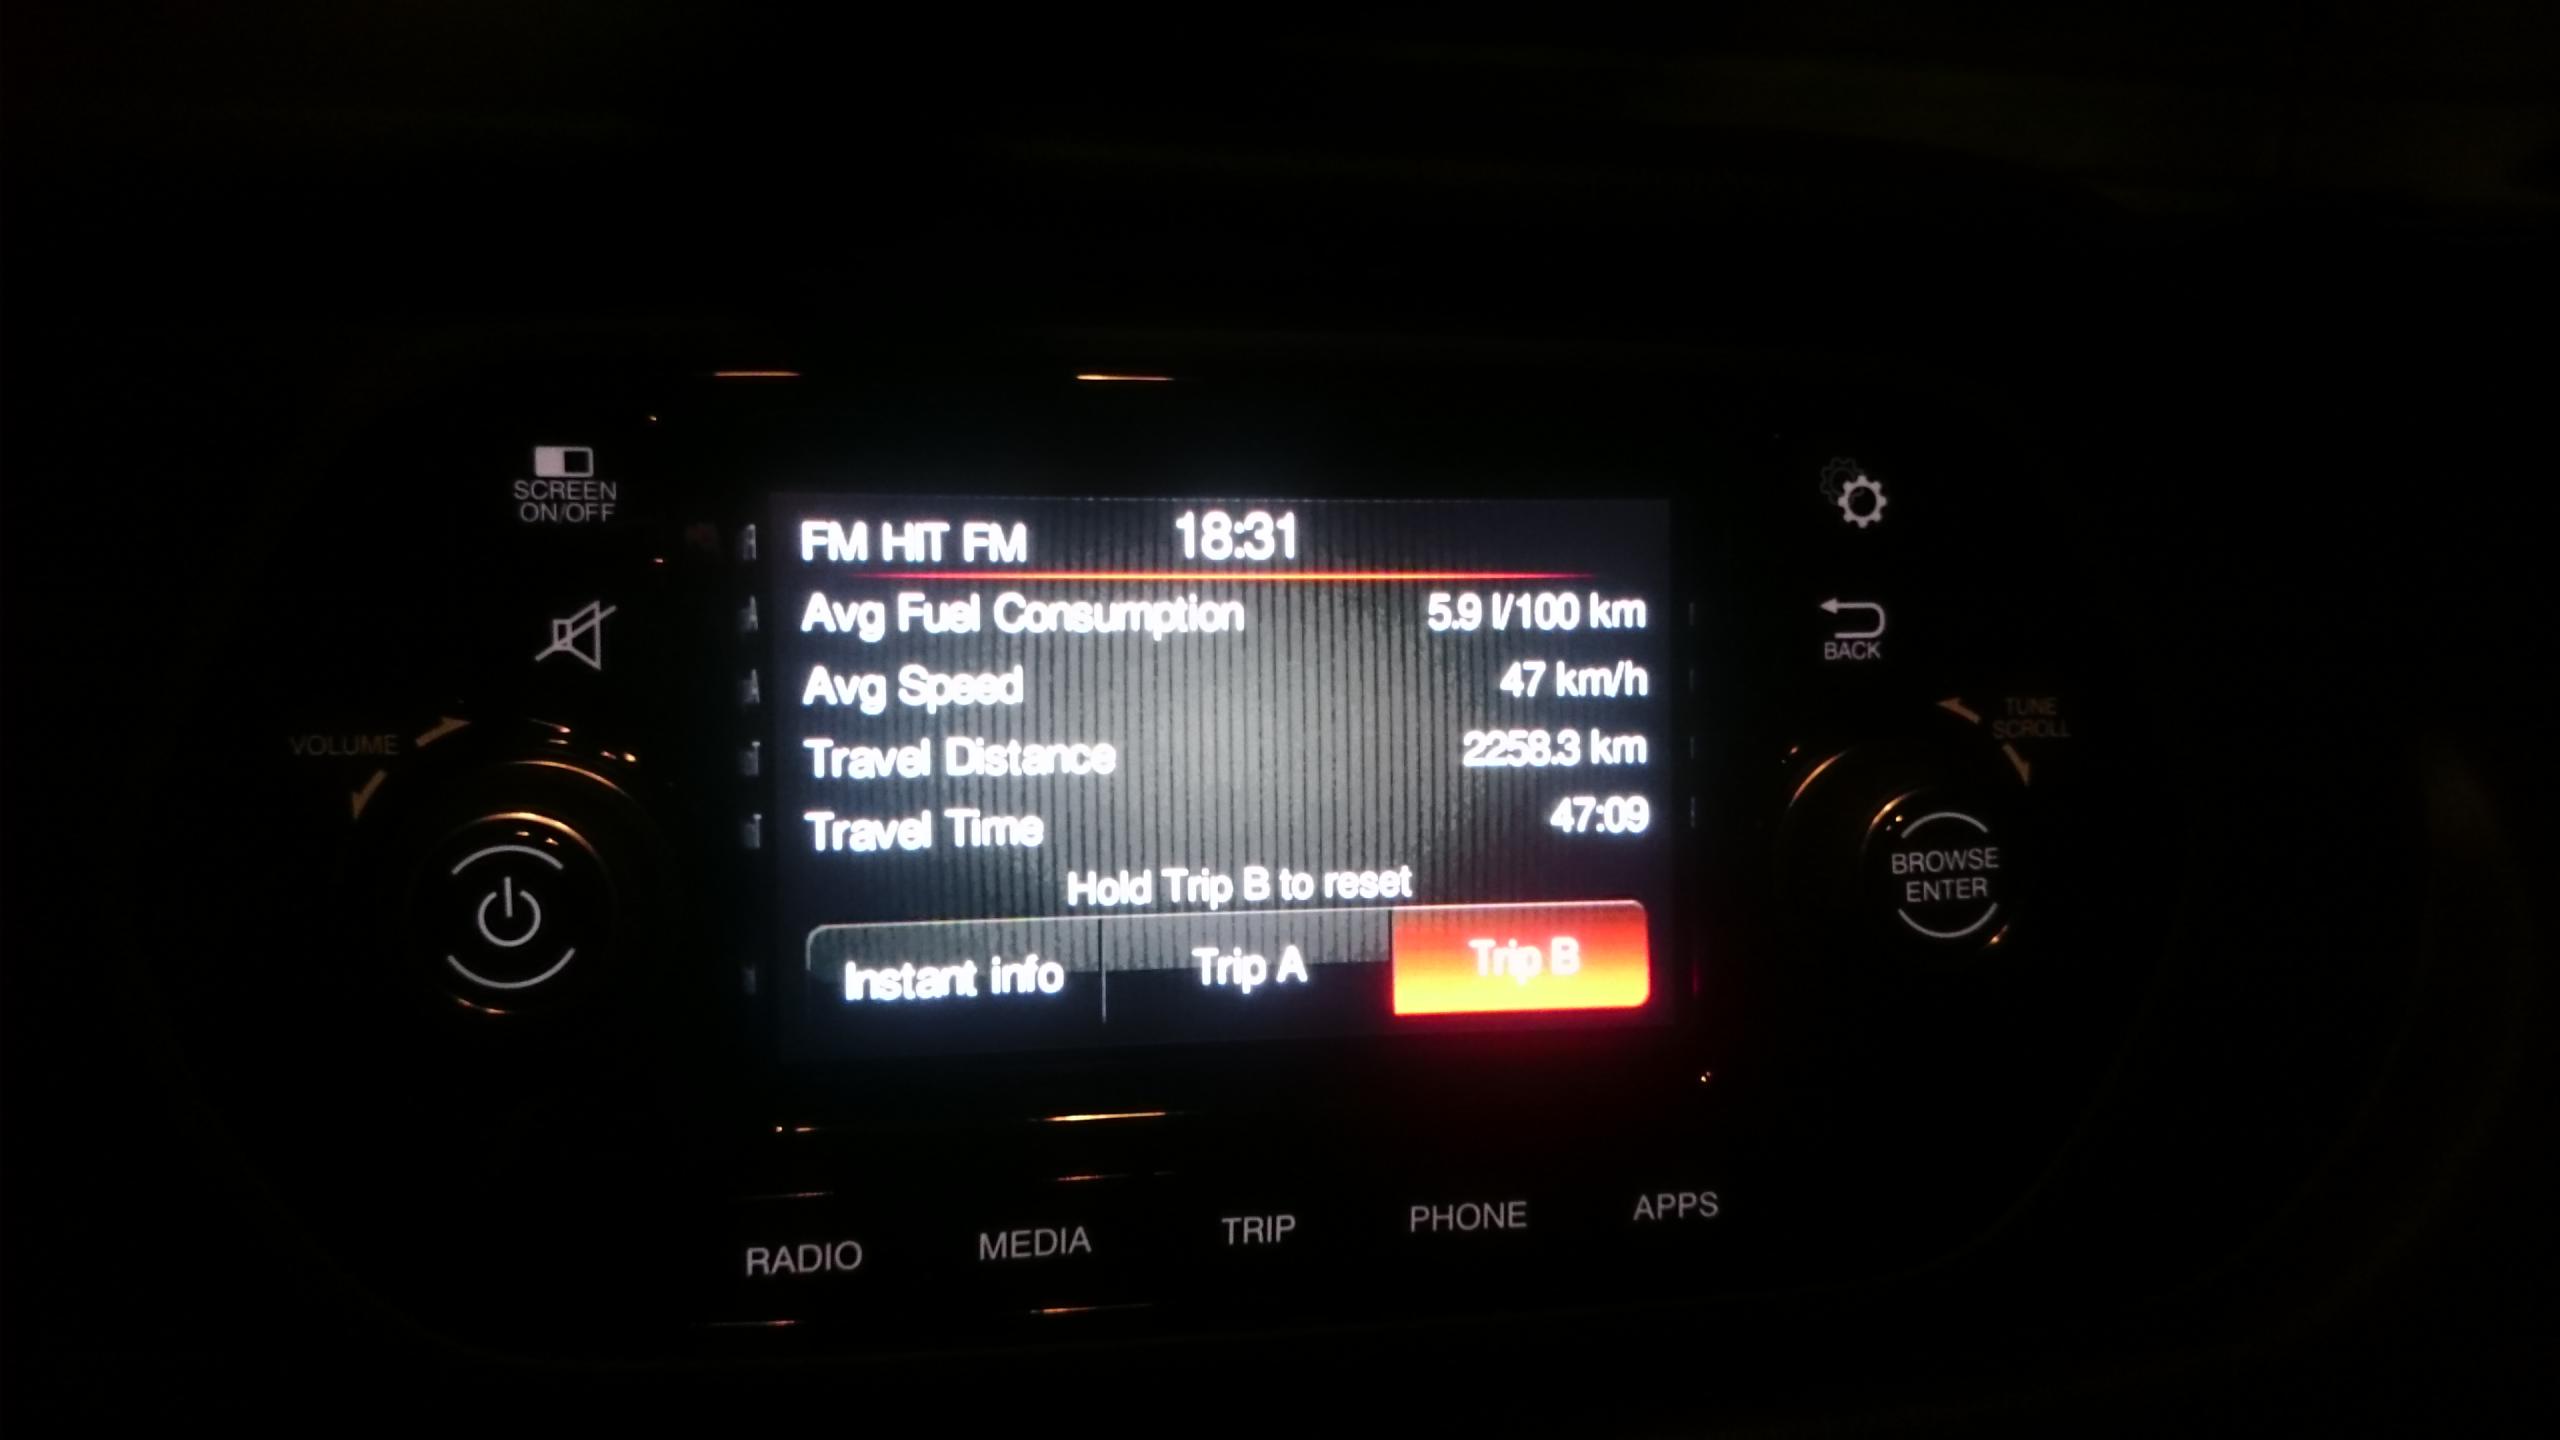 SCREEN
ON/OFF
VOLUME
FM HIT FM 18:31
Avg Fuel Consumption 5.9 l/100 km
Avg Speed 47 km/h
Travel Distance 2258.3 km
Travel Time 47:09
Hold Trip B to reset
Instant info Trip A Trip B
BACK
TUNE
SCROLL
BROWSE
ENTER
RADIO MEDIA TRIP PHONE APPS